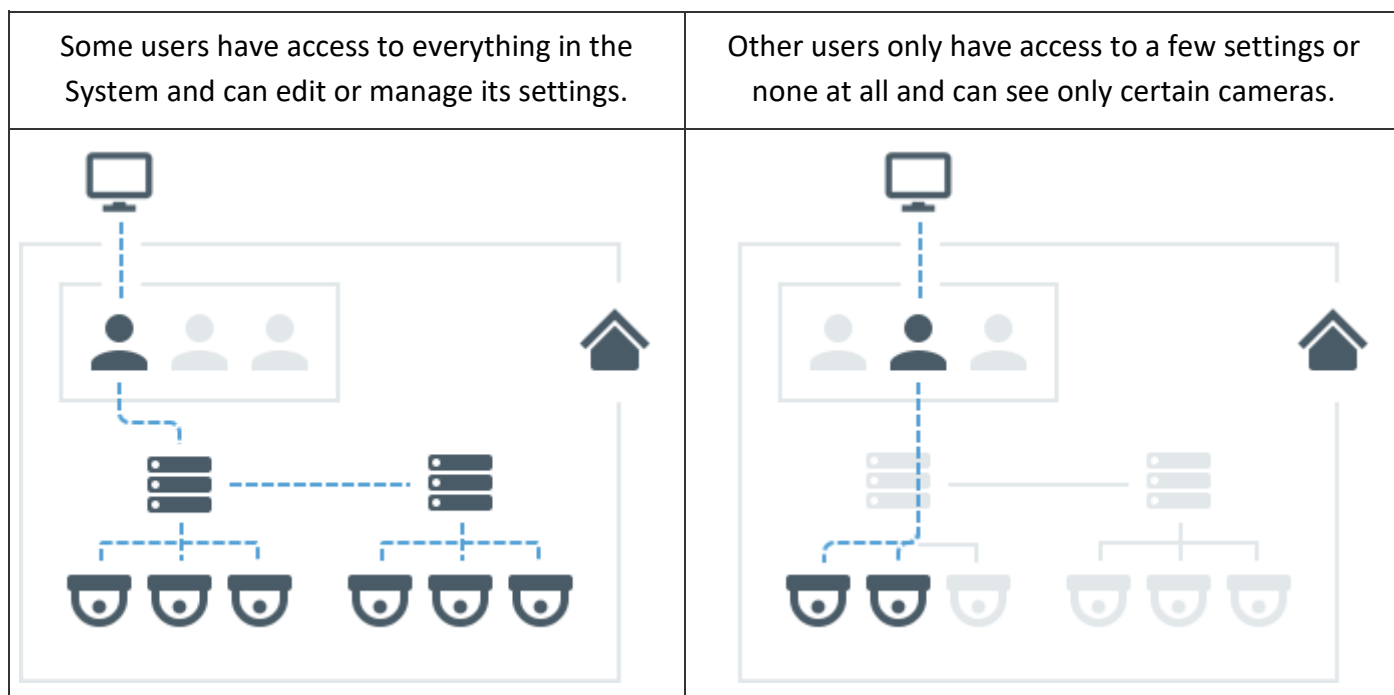 Some users have access to everything in the
System and can edit or manage its settings.
Other users only have access to a few settings or
none at all and can see only certain cameras.